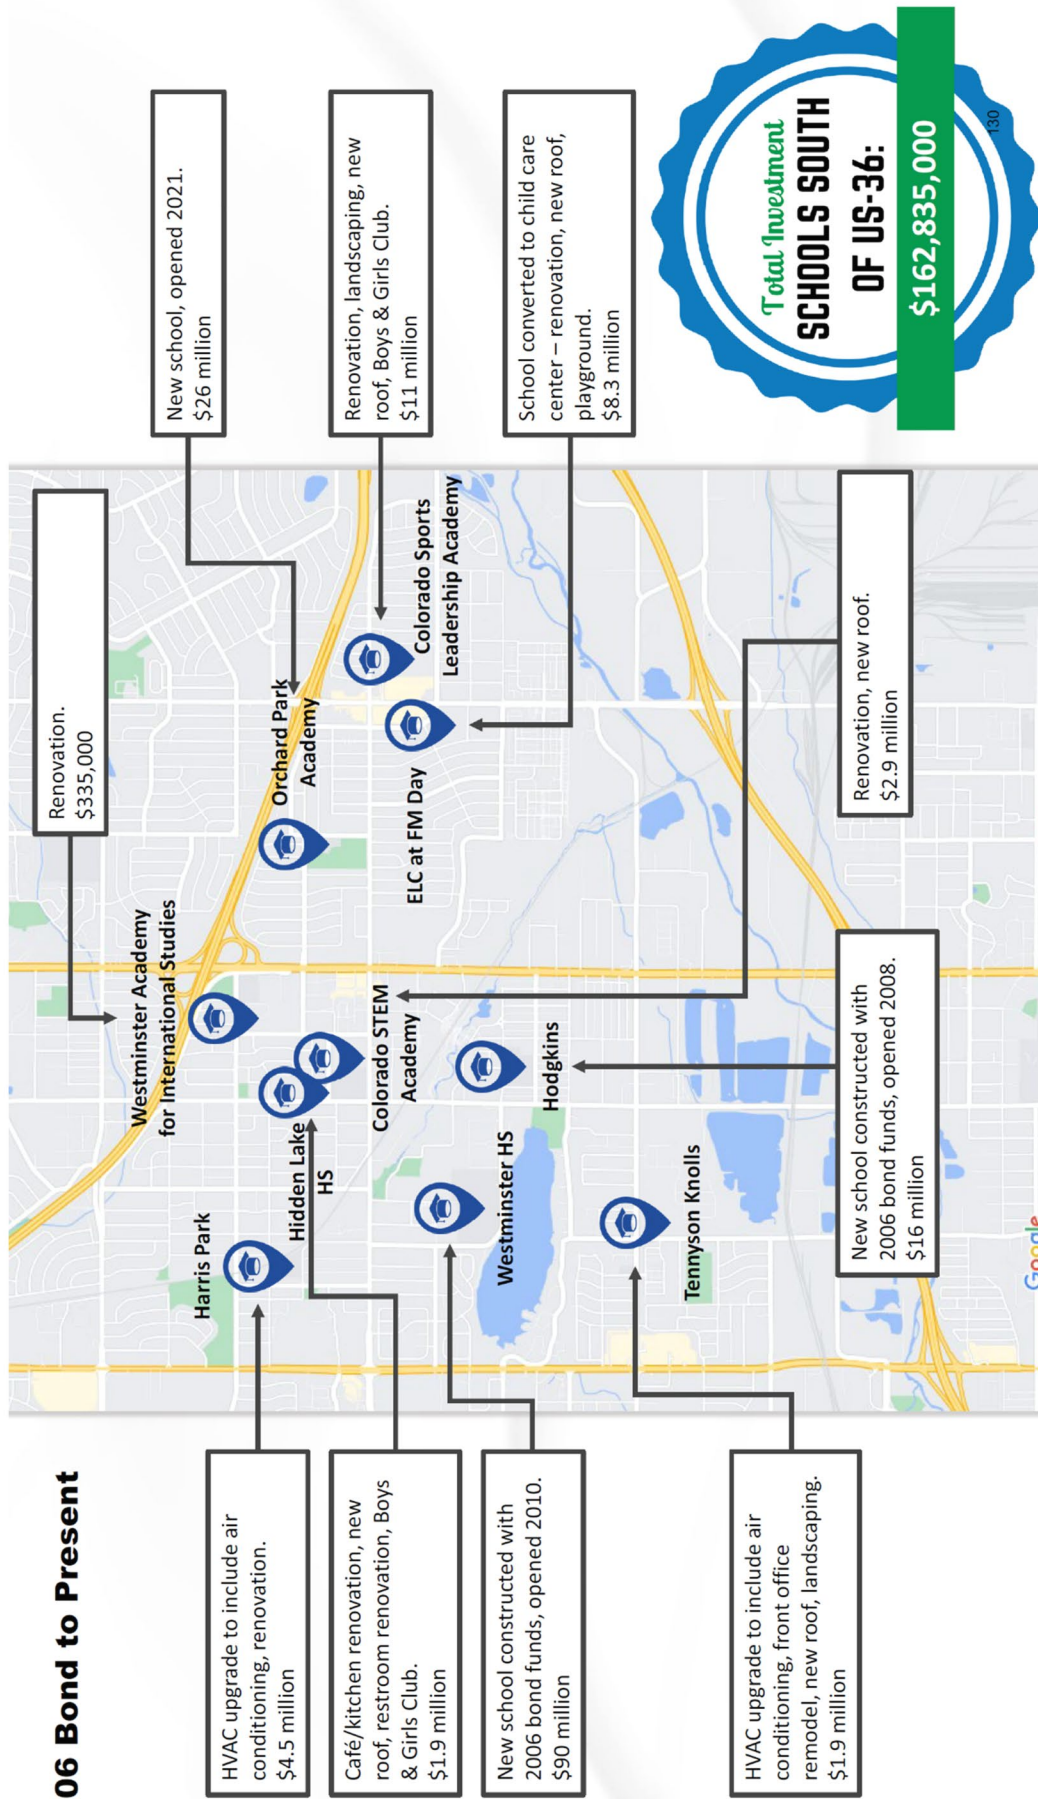 06 Bond to Present
HVAC upgrade to include air
conditioning, renovation.
$4.5 million
Café/kitchen renovation, new
roof, restroom renovation, Boys
& Girls Club.
$1.9 million
New school constructed with
2006 bond funds, opened 2010.
$90 million
HVAC upgrade to include air
conditioning, front office
remodel, new roof, landscaping.
$1.9 million
Renovation.
$335,000
Westminster Academy
for International Studies
Harris Park
Hidden Lake
HS
Colorado STEM
Academy
Westminster HS
Hodgkins
Tennyson Knolls
Orchard Park
Academy
ELC at FM Day
Colorado Sports
Leadership Academy
New school constructed with
2006 bond funds, opened 2008.
$16 million
Renovation, new roof.
$2.9 million
Google
New school, opened 2021.
$26 million
Renovation, landscaping, new
roof, Boys & Girls Club.
$11 million
School converted to child care
center – renovation, new roof,
playground.
$8.3 million
Total Investment
SCHOOLS SOUTH
OF US-36:
$162,835,000
130